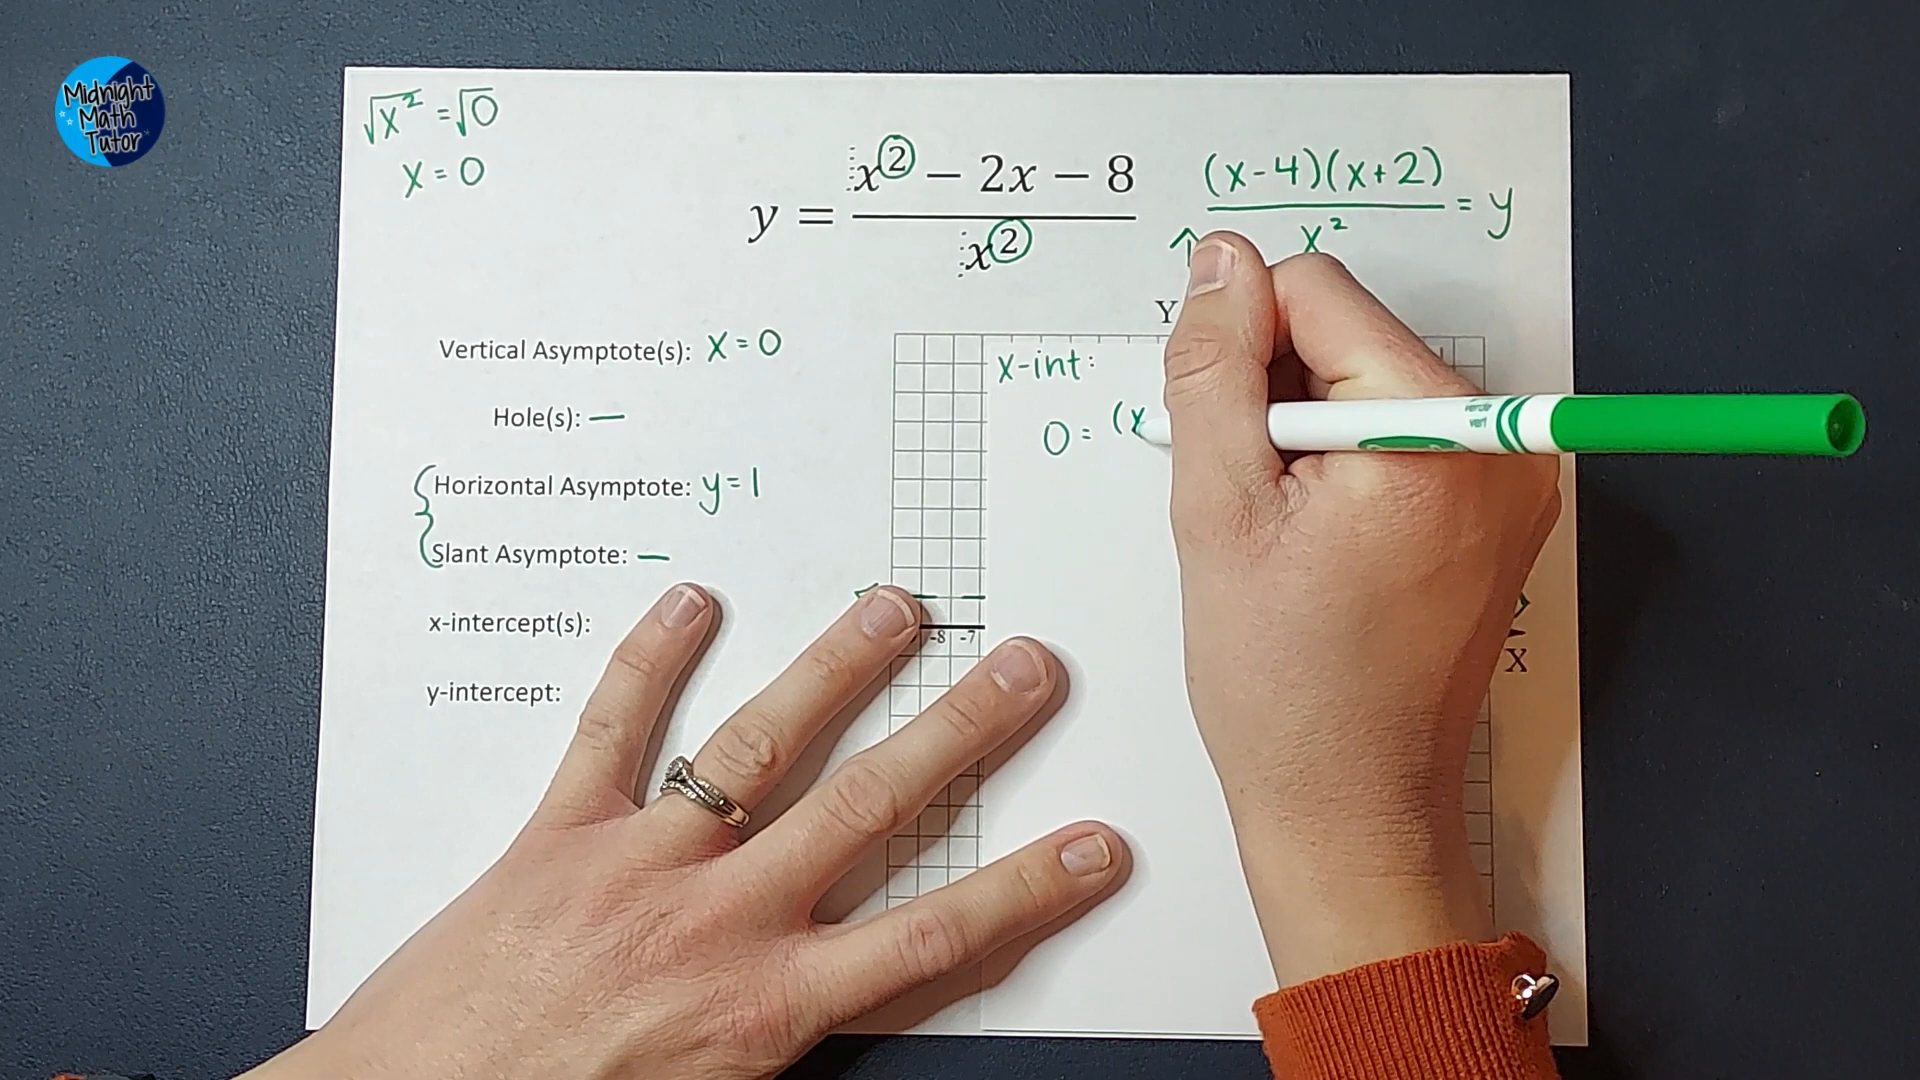 Midnight
Math
Tutor
√x² = √0
x = 0
y = x² − 2x − 8 / x²
(x-4)(x+2) / x² = y
Y
Vertical Asymptote(s): x = 0
Hole(s): —
Horizontal Asymptote: y = 1
Slant Asymptote: —
x-intercept(s):
y-intercept:
x-int:
0 = (x
-8 -7
X